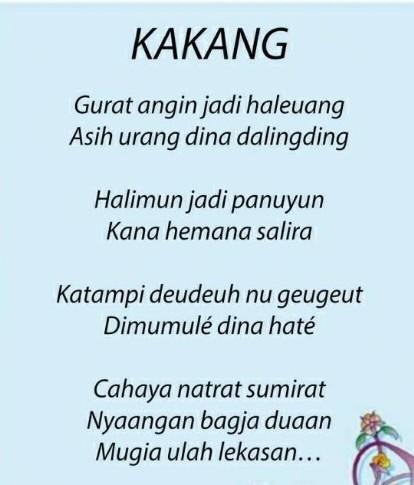 KAKANG
Gurat angin jadi haleuang
Asih urang dina dalingding
Halimun jadi panuyun
Kana hemana salira
Katampi deudeuh nu geugeut
Dimumulé dina haté
Cahaya natrat sumirat
Nyaangan bagja duaan
Mugia ulah lekasan…